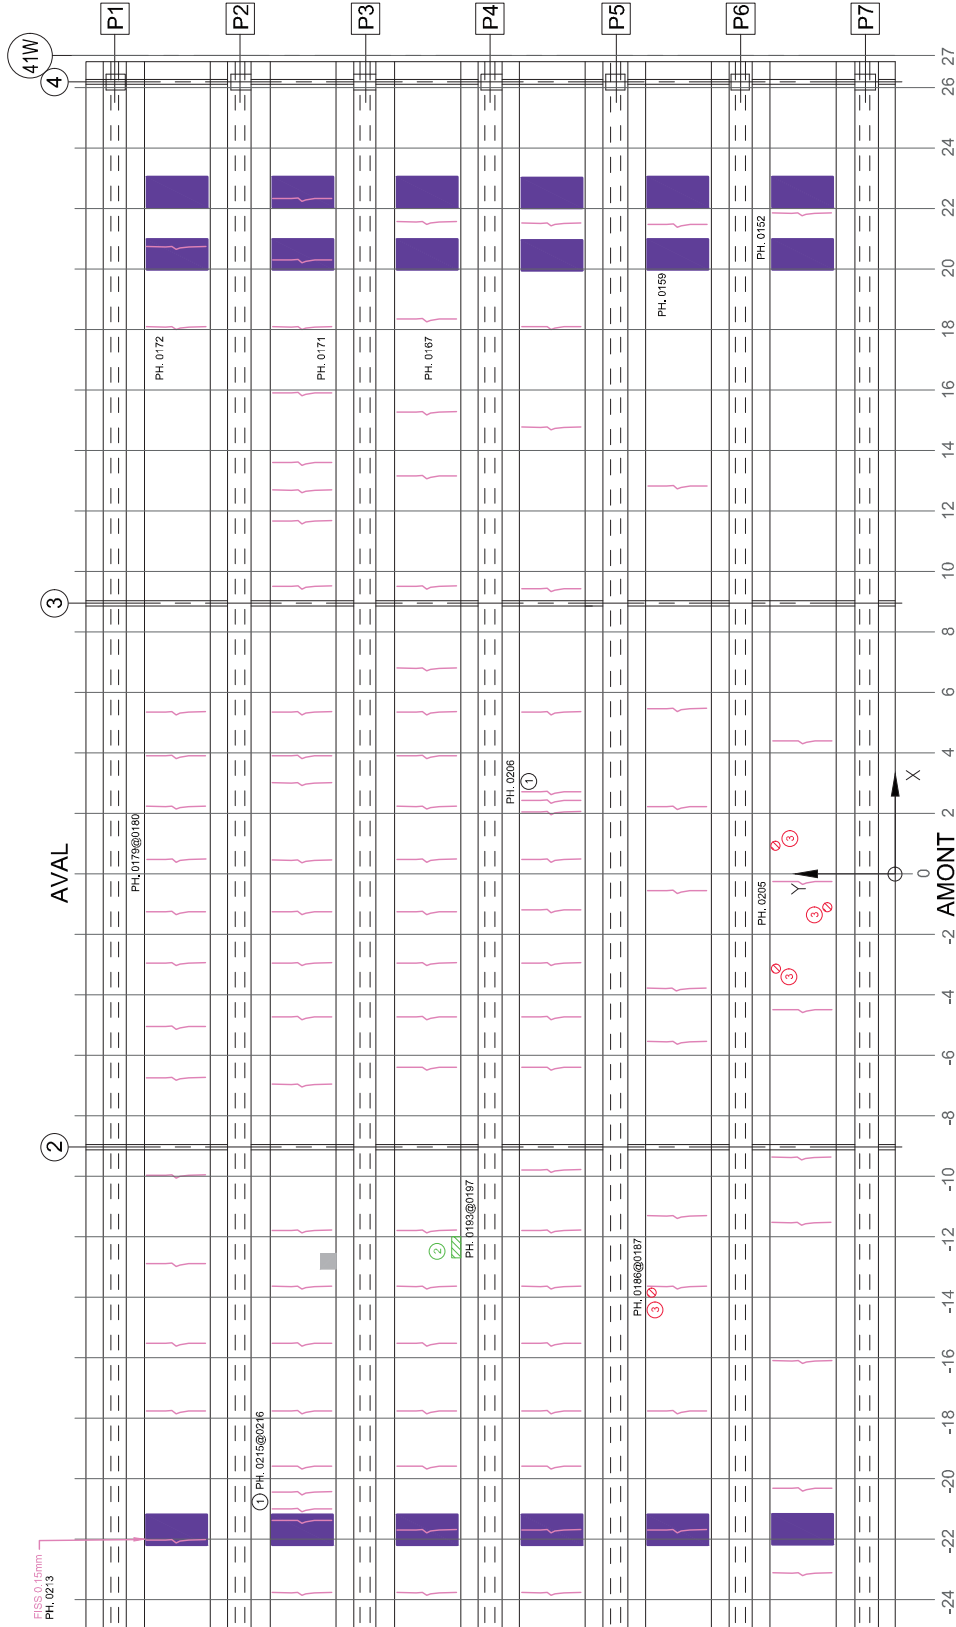 P1
P2
P3
P4
P5
P6
P7
41W
4
27
26
24
22
20
18
16
14
12
10
8
6
4
2
0
-2
-4
-6
-8
-10
-12
-14
-16
-18
-20
-22
-24
PH. 0152
PH. 0159
PH. 0172
PH. 0171
PH. 0167
3
AVAL
PH. 0179@0180
PH. 0206
1
X
3
Y
AMONT
PH. 0205
3
3
2
PH. 0193@0197
2
PH. 0186@0187
3
1 PH. 0215@0216
FISS 0.15mm
PH. 0213